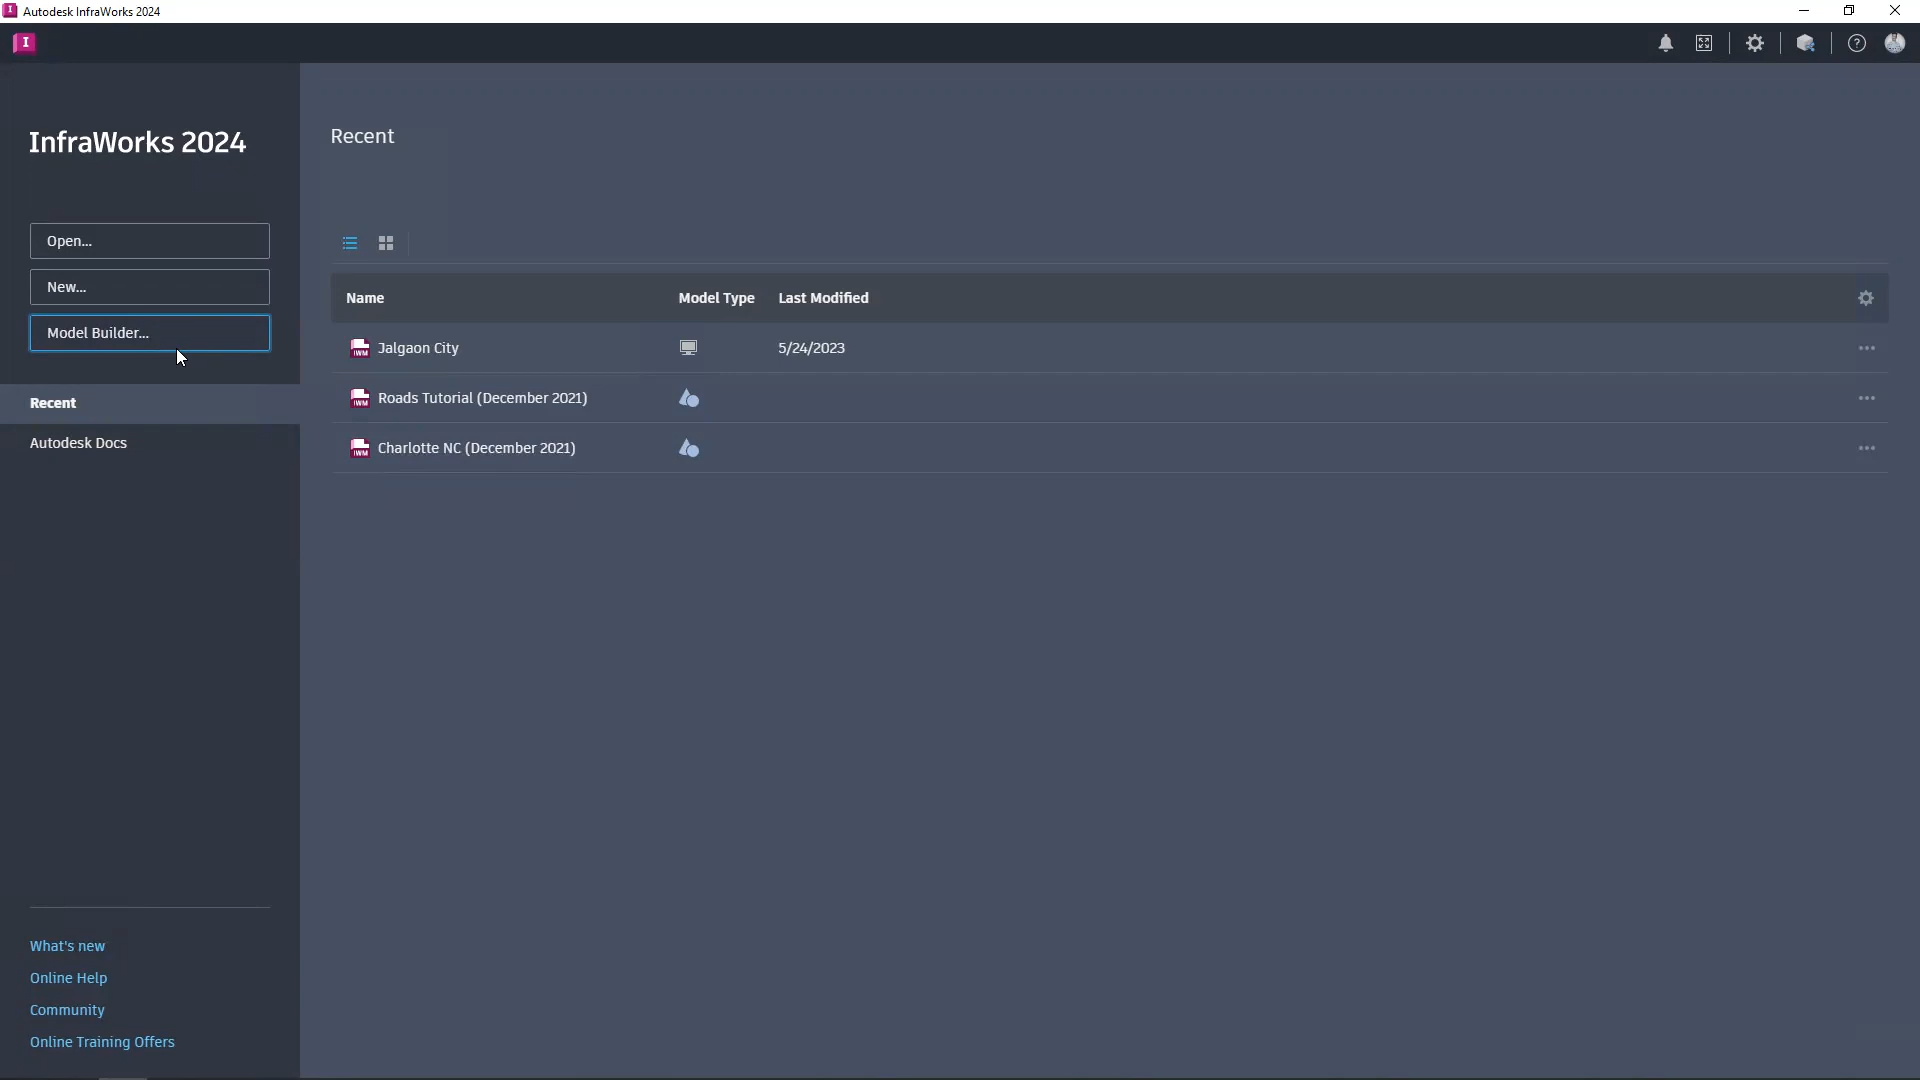 Autodesk InfraWorks 2024
InfraWorks 2024
Open...
New...
Model Builder...
Recent
Autodesk Docs
What's new
Online Help
Community
Online Training Offers
Recent
Name Model Type Last Modified
Jalgaon City 5/24/2023
Roads Tutorial (December 2021)
Charlotte NC (December 2021)